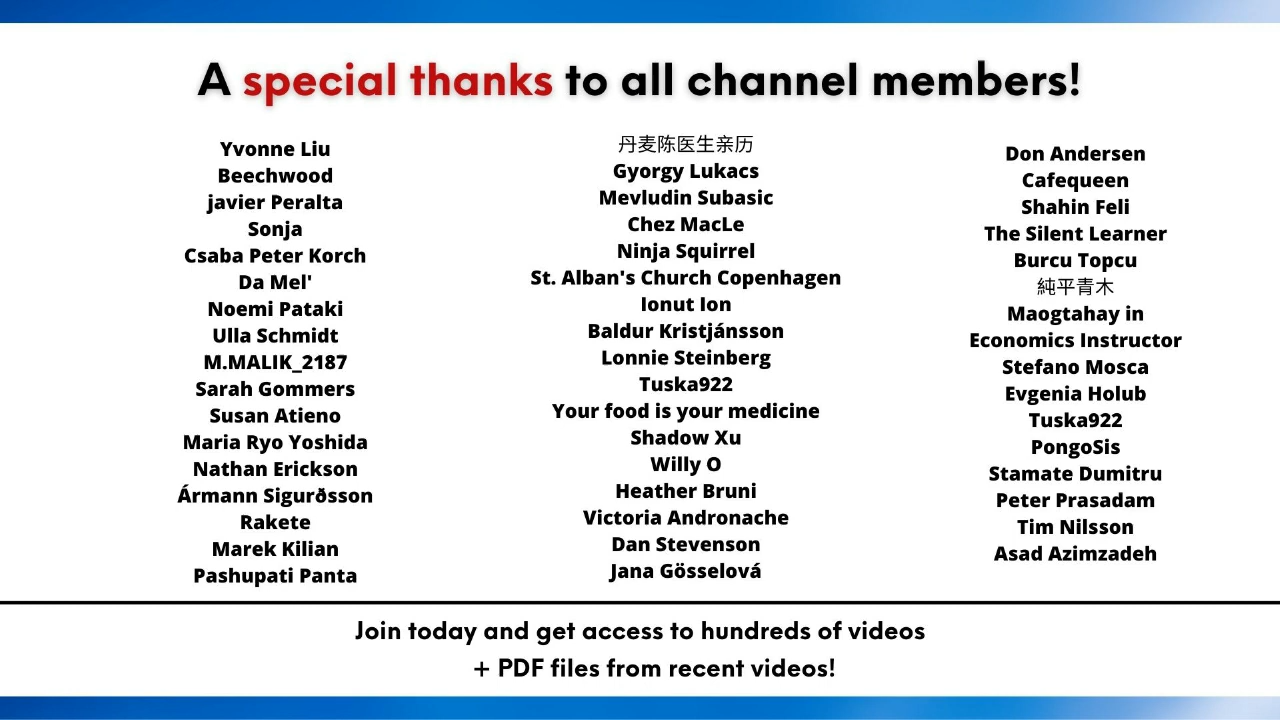 A special thanks to all channel members!
Yvonne Liu
Beechwood
javier Peralta
Sonja
Csaba Peter Korch
Da Mel'
Noemi Pataki
Ulla Schmidt
M.MALIK_2187
Sarah Gommers
Susan Atieno
Maria Ryo Yoshida
Nathan Erickson
Ármann Sigurðsson
Rakete
Marek Kilian
Pashupati Panta
丹麦陈医生亲历
Gyorgy Lukacs
Mevludin Subasic
Chez MacLe
Ninja Squirrel
St. Alban's Church Copenhagen
Ionut Ion
Baldur Kristjánsson
Lonnie Steinberg
Tuska922
Your food is your medicine
Shadow Xu
Willy O
Heather Bruni
Victoria Andronache
Dan Stevenson
Jana Gösselová
Don Andersen
Cafequeen
Shahin Feli
The Silent Learner
Burcu Topcu
純平青木
Maogtahay in
Economics Instructor
Stefano Mosca
Evgenia Holub
Tuska922
PongoSis
Stamate Dumitru
Peter Prasadam
Tim Nilsson
Asad Azimzadeh
Join today and get access to hundreds of videos
+ PDF files from recent videos!